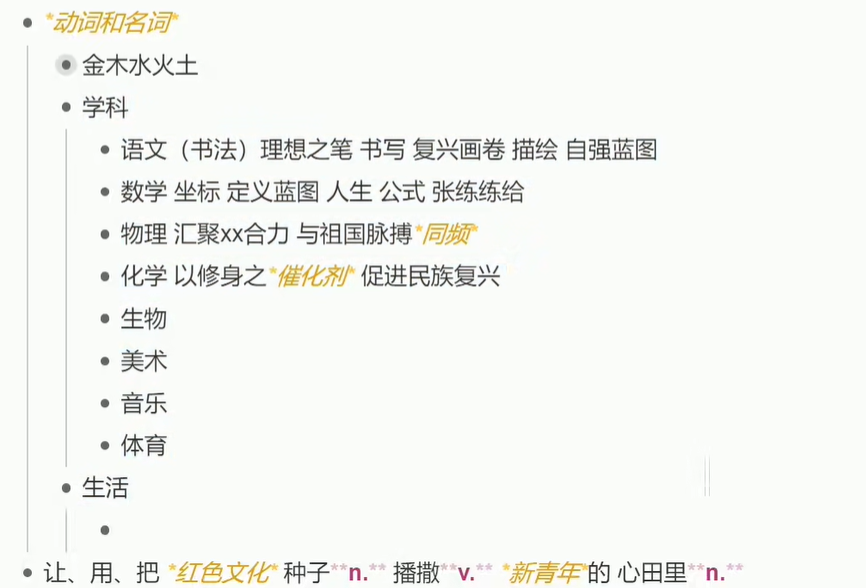 *动词和名词*
金木水火土
学科
语文（书法）理想之笔 书写 复兴画卷 描绘 自强蓝图
数学 坐标 定义蓝图 人生 公式 张练练给
物理 汇聚xx合力 与祖国脉搏*同频*
化学 以修身之*催化剂* 促进民族复兴
生物
美术
音乐
体育
生活
让、用、把 *红色文化* 种子**n.** 播撒**v.** *新青年*的 心田里**n.**